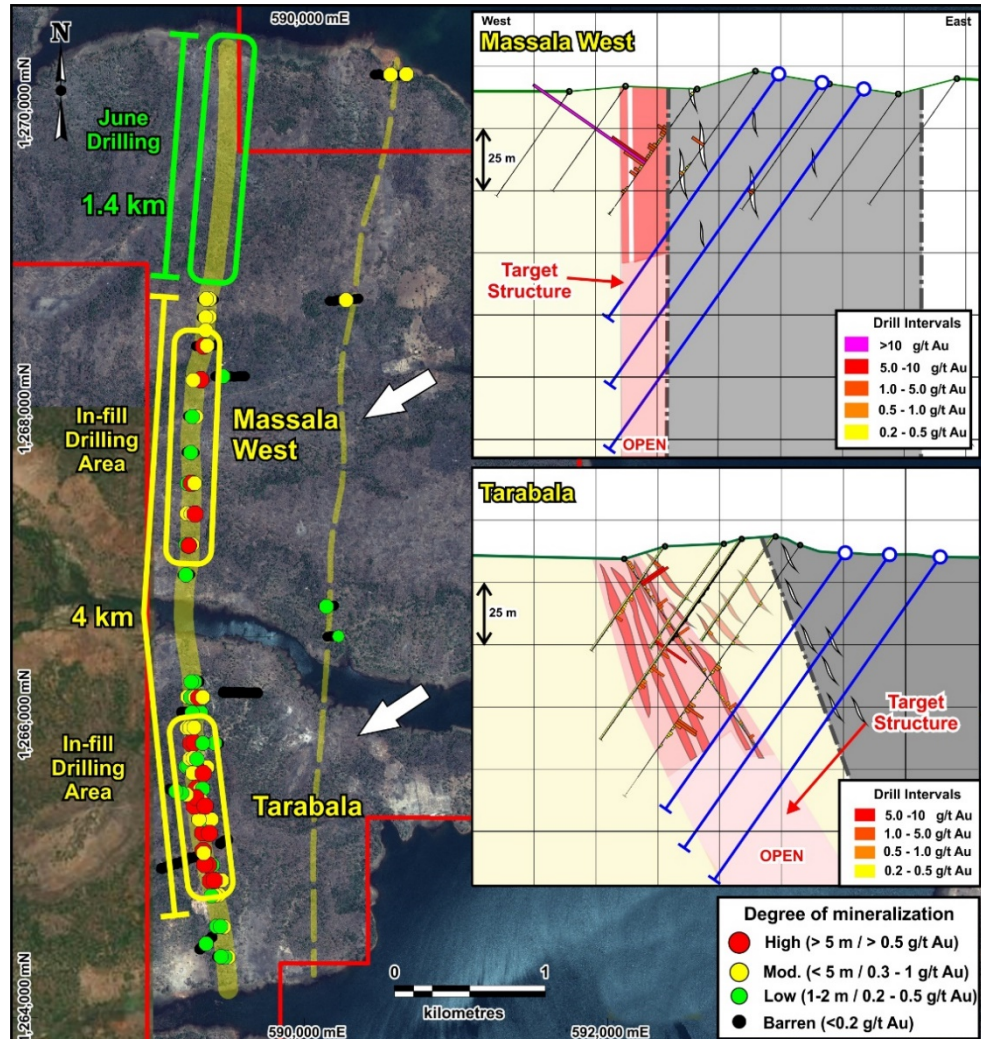 590,000 mE
N
1,270,000 mN
June
Drilling
1.4 km
1,268,000 mN
In-fill
Drilling
Area
Massala
West
4 km
1,266,000 mN
In-fill
Drilling
Area
Tarabala
1,264,000 mN
590,000 mE
592,000 mE
0 1
kilometres
West East
Massala West
25 m
Target
Structure
OPEN
Drill Intervals
>10 g/t Au
5.0 -10 g/t Au
1.0 - 5.0 g/t Au
0.5 - 1.0 g/t Au
0.2 - 0.5 g/t Au
Tarabala
25 m
Target
Structure
OPEN
Drill Intervals
5.0 -10 g/t Au
1.0 - 5.0 g/t Au
0.5 - 1.0 g/t Au
0.2 - 0.5 g/t Au
Degree of mineralization
High (> 5 m / > 0.5 g/t Au)
Mod. (< 5 m / 0.3 - 1 g/t Au)
Low (1-2 m / 0.2 - 0.5 g/t Au)
Barren (<0.2 g/t Au)